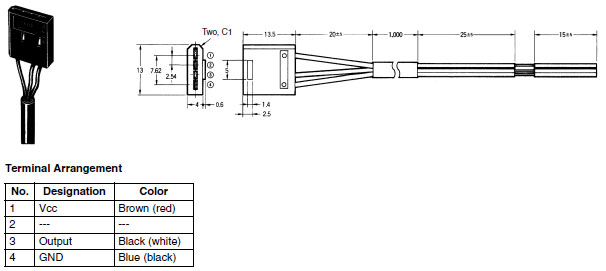 Two, C1
13.5
20±5
1,000
25±5
15±5
①
13
7.62
②
2.54
③
5
④
4
0.6
1.4
2.5
Terminal Arrangement
No. Designation Color
1 Vcc Brown (red)
2 --- ---
3 Output Black (white)
4 GND Blue (black)